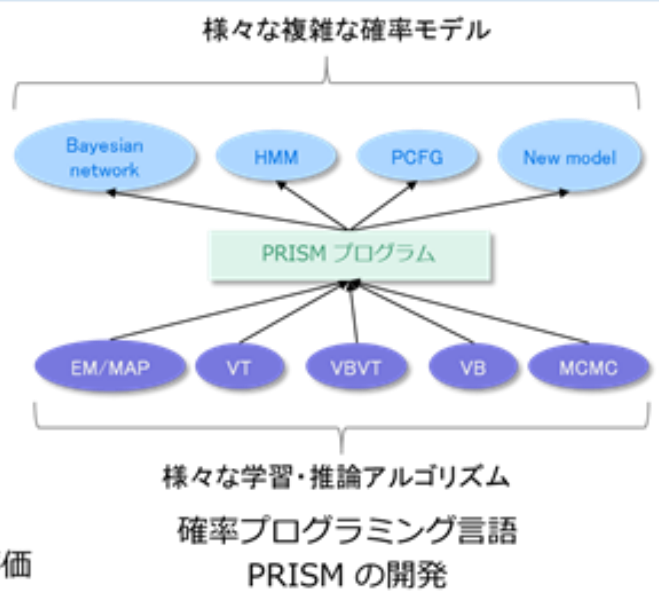 様々な複雑な確率モデル
Bayesian
network
HMM
PCFG
New model
PRISM プログラム
EM/MAP
VT
VBVT
VB
MCMC
様々な学習・推論アルゴリズム
確率プログラミング言語
PRISM の開発
価